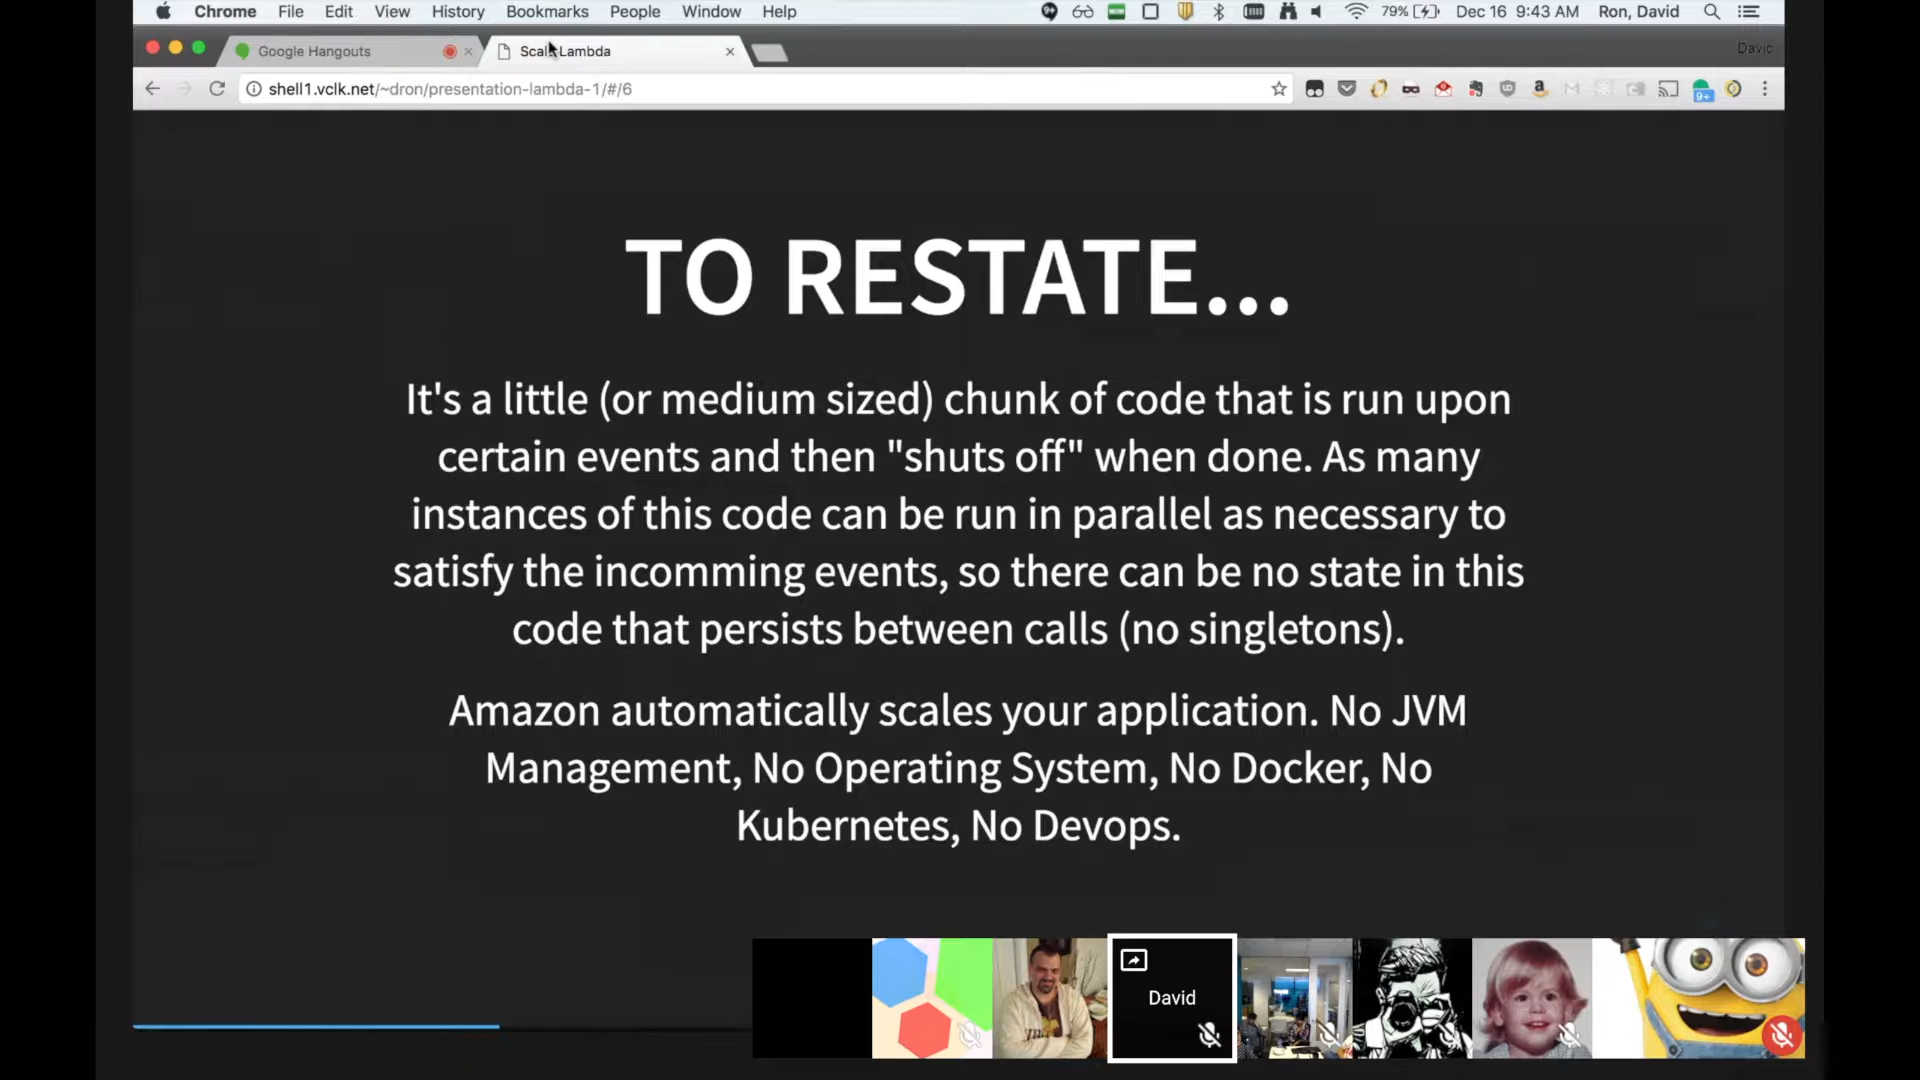 Chrome File Edit View History Bookmarks People Window Help 79% Dec 16 9:43 AM Ron, David
Google Hangouts Scala Lambda David
shell1.vclk.net/~dron/presentation-lambda-1/#/6
9+
TO RESTATE...
It's a little (or medium sized) chunk of code that is run upon
certain events and then "shuts off" when done. As many
instances of this code can be run in parallel as necessary to
satisfy the incomming events, so there can be no state in this
code that persists between calls (no singletons).
Amazon automatically scales your application. No JVM
Management, No Operating System, No Docker, No
Kubernetes, No Devops.
David